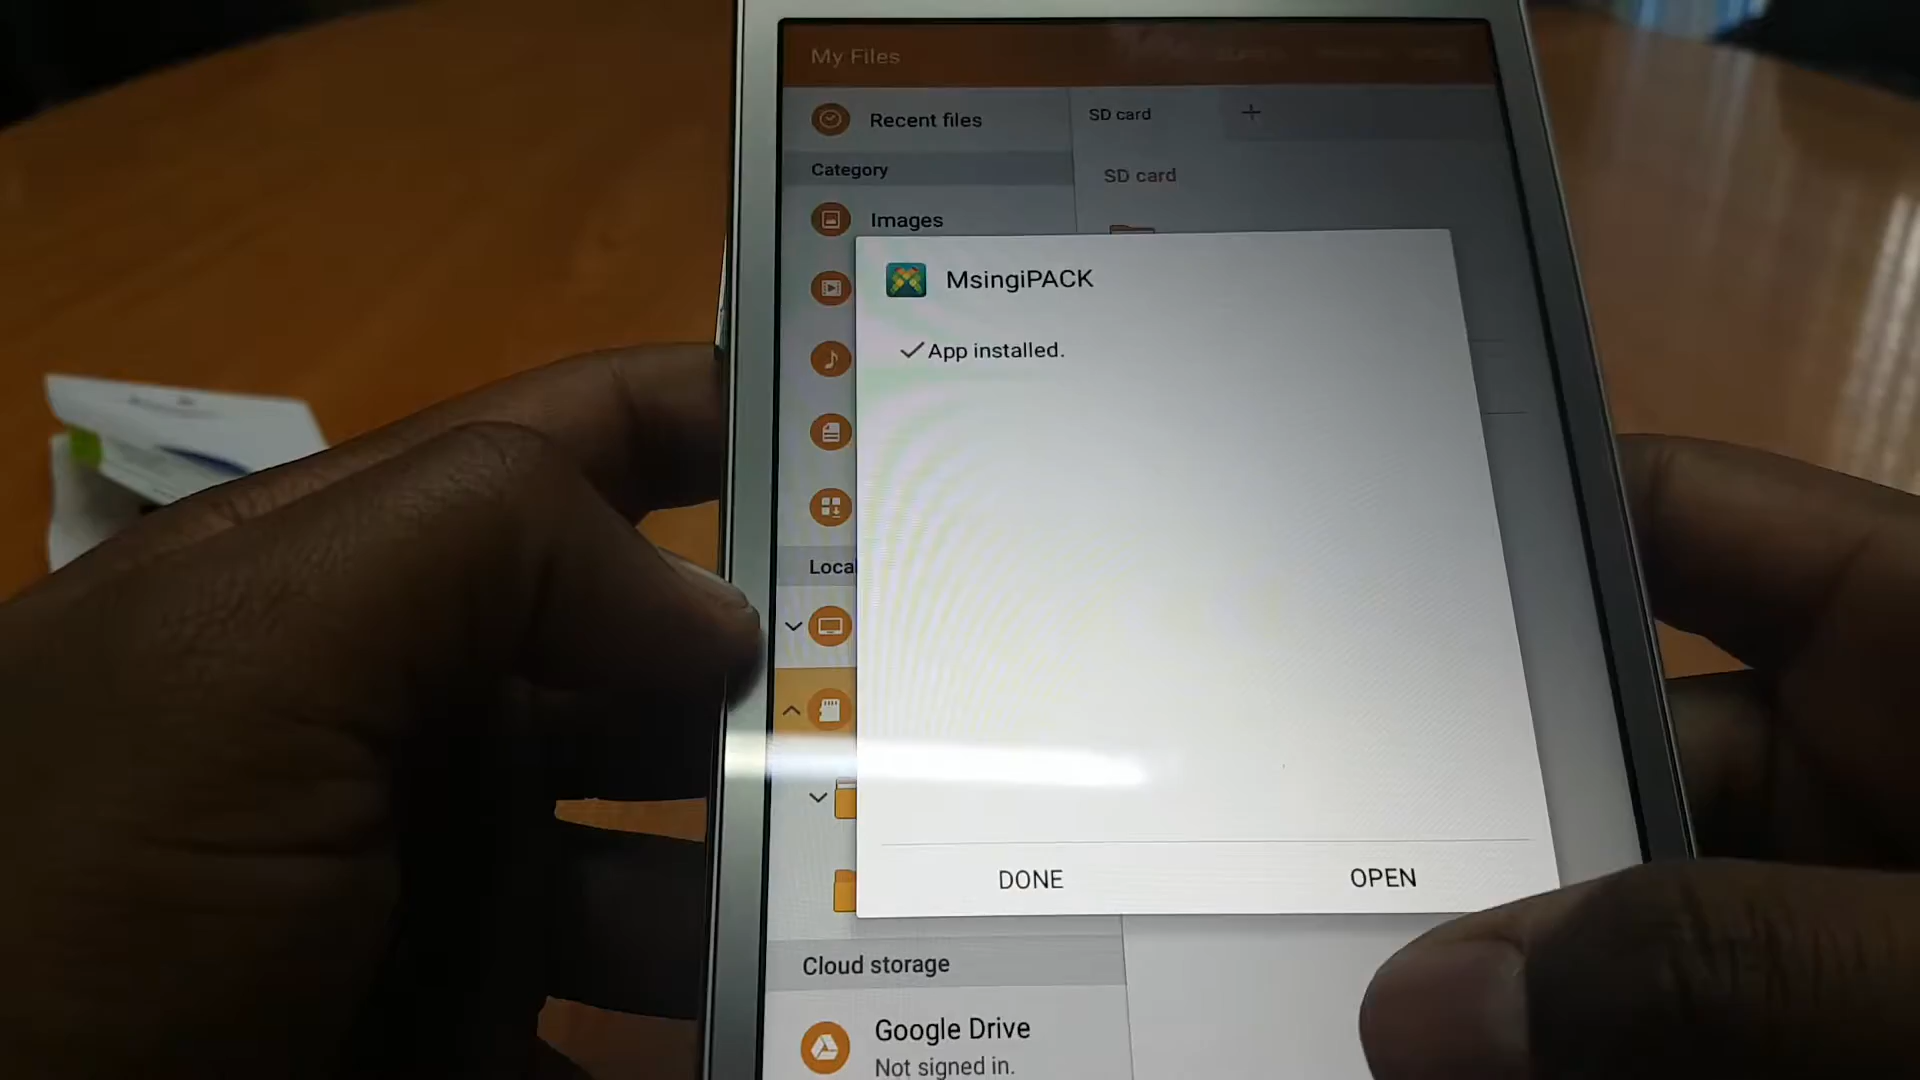 My Files
Recent files
SD card
+
Category
SD card
Images
MsingiPACK
App installed.
Loca
DONE
OPEN
Cloud storage
Google Drive
Not signed in.